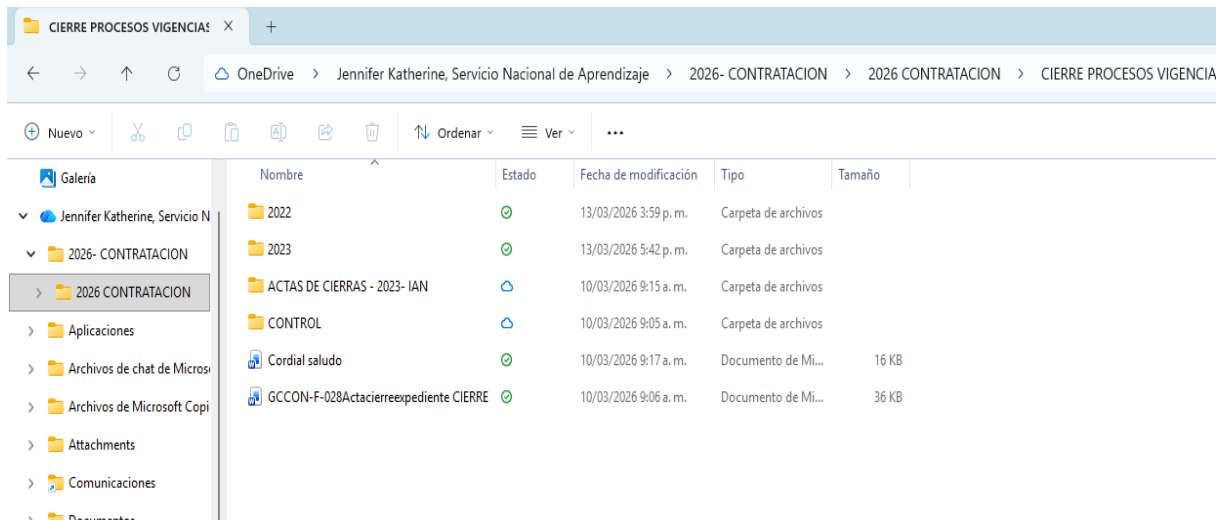 CIERRE PROCESOS VIGENCIAS
OneDrive > Jennifer Katherine, Servicio Nacional de Aprendizaje > 2026- CONTRATACION > 2026 CONTRATACION > CIERRE PROCESOS VIGENCIA
Nuevo Ordenar Ver ...
Galería
Jennifer Katherine, Servicio N
2026- CONTRATACION
2026 CONTRATACION
Aplicaciones
Archivos de chat de Micros
Archivos de Microsoft Copi
Attachments
Comunicaciones
Documentos
Nombre Estado Fecha de modificación Tipo Tamaño
2022 13/03/2026 3:59 p. m. Carpeta de archivos
2023 13/03/2026 5:42 p. m. Carpeta de archivos
ACTAS DE CIERRAS - 2023- IAN 10/03/2026 9:15 a. m. Carpeta de archivos
CONTROL 10/03/2026 9:05 a. m. Carpeta de archivos
Cordial saludo 10/03/2026 9:17 a. m. Documento de Mi... 16 KB
GCCON-F-028Actacierreexpediente CIERRE 10/03/2026 9:06 a. m. Documento de Mi... 36 KB